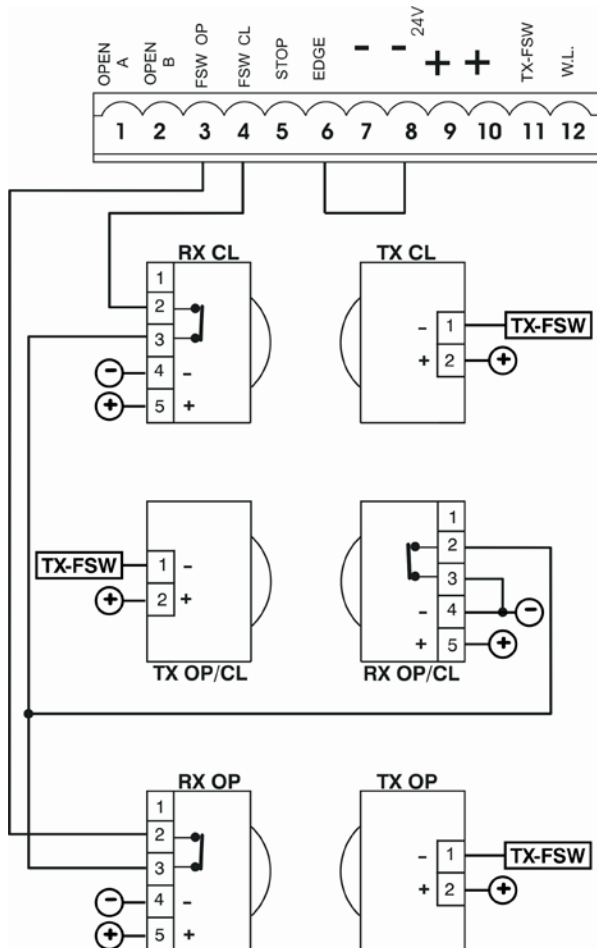 OPEN A
OPEN B
FSW OP
FSW CL
STOP
EDGE
-
-
24V
+
+
TX-FSW
W.L.
1 2 3 4 5 6 7 8 9 10 11 12
RX CL
1
2
3
- 4 -
+ 5 +
TX CL
- 1 TX-FSW
+ 2 +
TX-FSW 1 -
+ 2 +
TX OP/CL
1
2
3
- 4 -
+ 5 +
RX OP/CL
RX OP
1
2
3
- 4 -
+ 5 +
TX OP
- 1 TX-FSW
+ 2 +